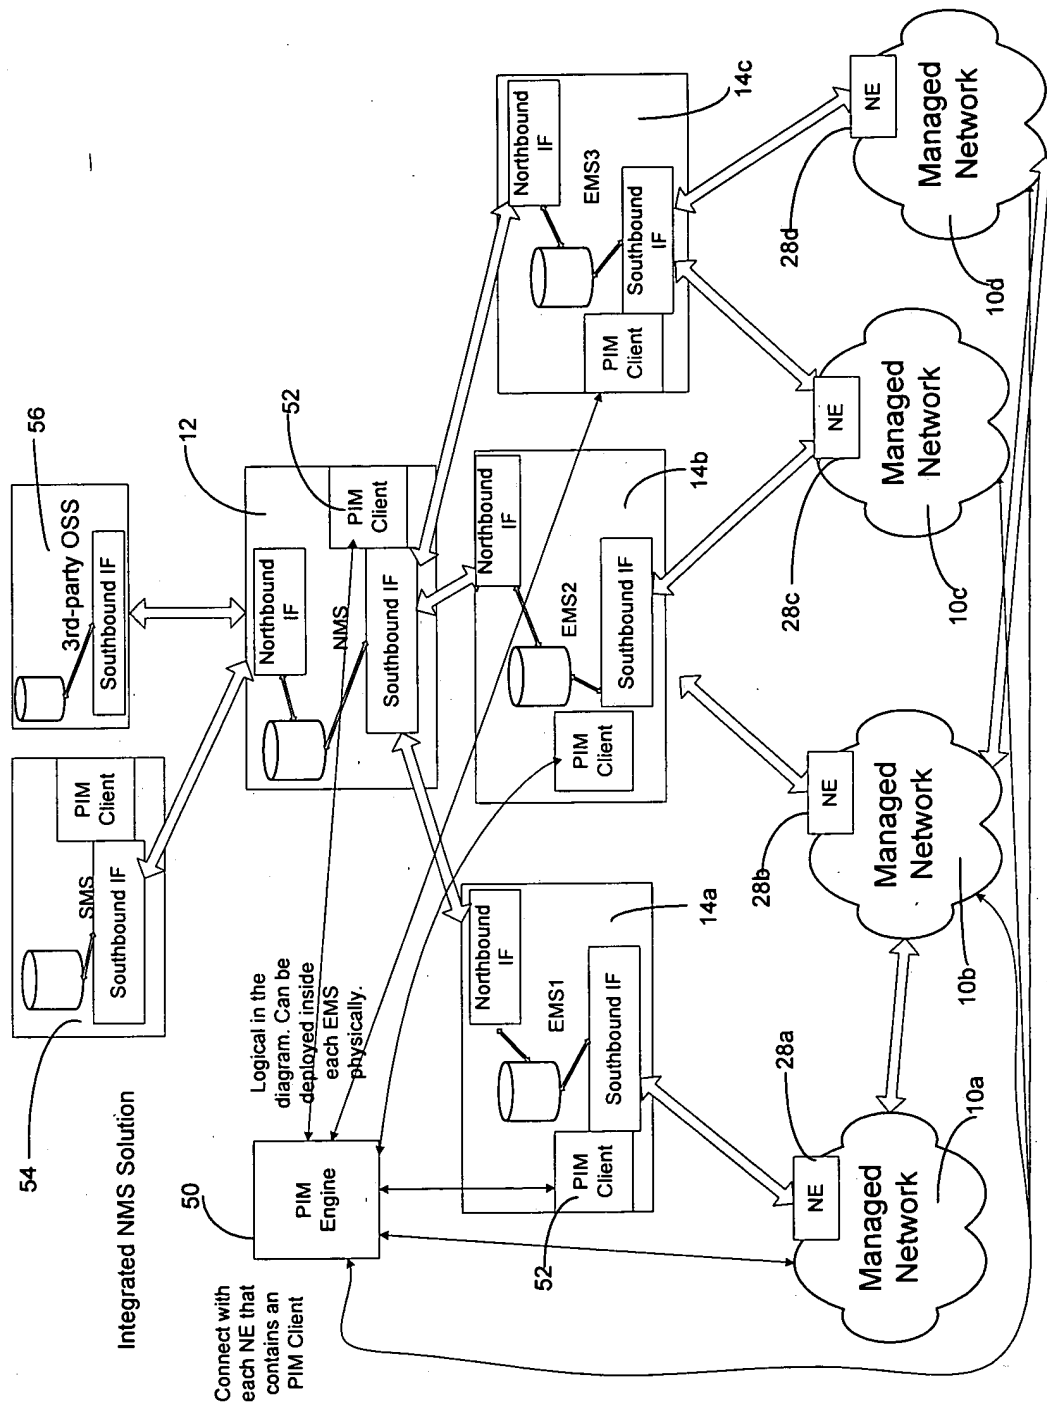 Integrated NMS Solution
54
SMS
Southbound IF
PIM
Client
56
3rd-party OSS
Southbound IF
12
Northbound
IF
NMS
Southbound IF
52
PIM
Client
50
PIM
Engine
Connect with
each NE that
contains an
PIM Client
Logical in the
diagram. Can be
deployed inside
each EMS
physically.
14a
Northbound
IF
EMS1
Southbound IF
PIM
Client
52
14b
Northbound
IF
EMS2
Southbound IF
PIM
Client
14c
Northbound
IF
EMS3
Southbound
IF
PIM
Client
28a
NE
Managed
Network
10a
28b
NE
Managed
Network
10b
28c
NE
Managed
Network
10c
28d
NE
Managed
Network
10d